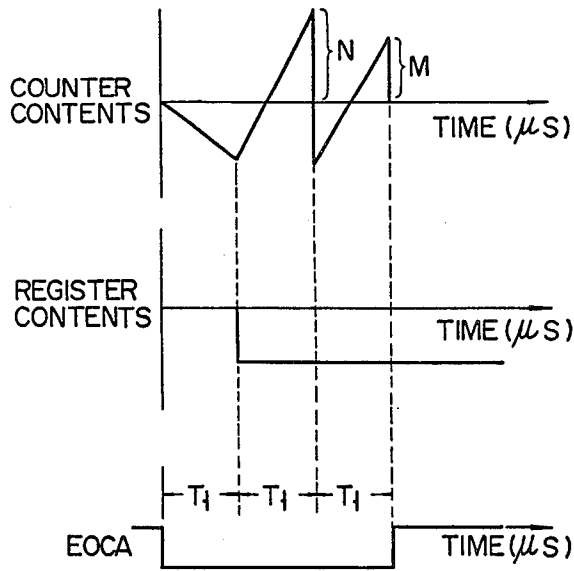 N
M
COUNTER
CONTENTS
TIME (μS)
REGISTER
CONTENTS
TIME (μS)
T1 T1 T1
EOCA
TIME (μS)